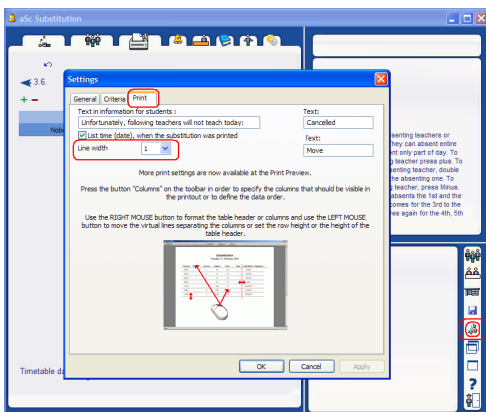 aSc Substitution
3.6.
Nob
Settings
General Criteria Print
Text in information for students :
Text:
Unfortunately, following teachers will not teach today:
Cancelled
List time (date), when the substitution was printed
Text:
Line width 1
Move
More print settings are now available at the Print Preview.
Press the button "Columns" on the toolbar in order to specify the columns that should be visible in
the printout or to define the data order.
Use the RIGHT MOUSE button to format the table header or columns and use the LEFT MOUSE
button to move the virtual lines separating the columns or set the row height or the height of the
table header.
Substitution
OK Cancel Apply
senting teachers or
hey can absent entire
nt only part of day. To
g teacher press plus. To
senting teacher, double
the absenting one. To
g teacher, press Minus.
absents the 1st and the
comes for the 3rd to the
res again for the 4th, 5th
Timetable da